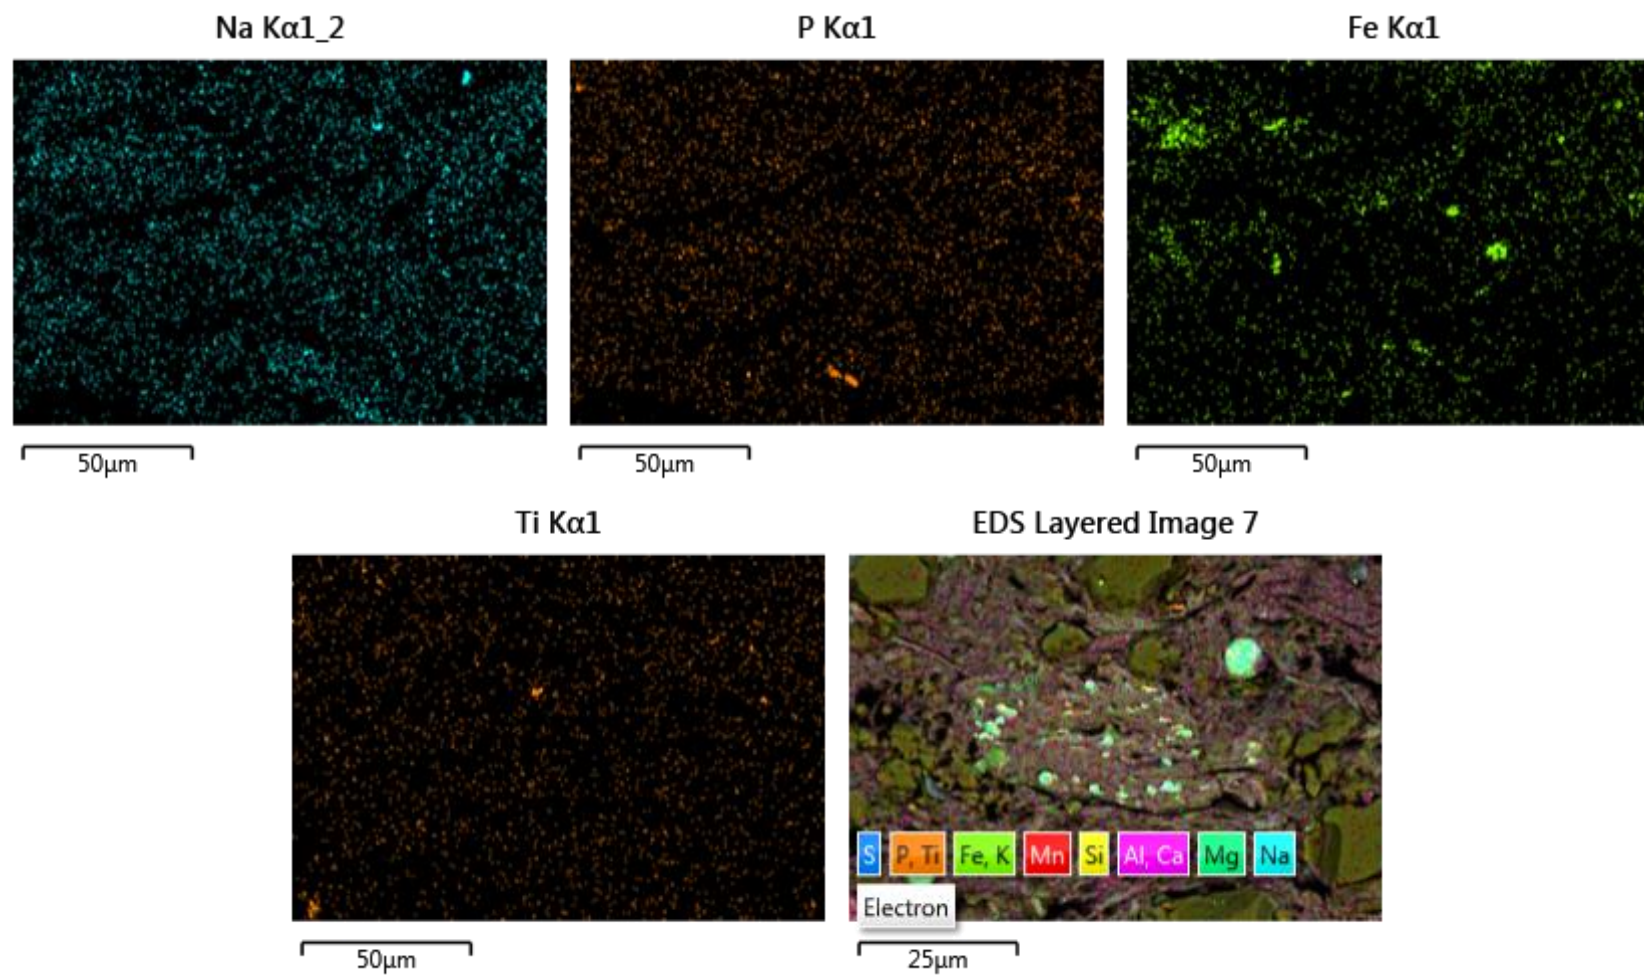 Na Kα1_2
P Kα1
Fe Kα1
50μm
50μm
50μm
Ti Kα1
EDS Layered Image 7
S P, Ti Fe, K Mn Si Al, Ca Mg Na
Electron
50μm
25μm